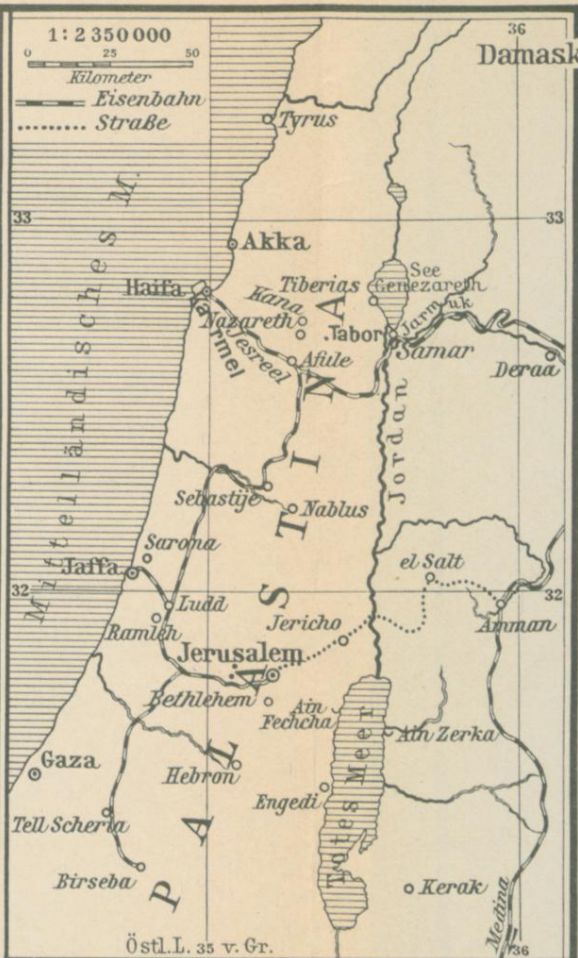 1:2350000
0 25 50
Kilometer
Eisenbahn
Straße
36
Damask
Tyrus
33
33
Mittelländisches M.
Akka
See
Genezareth
Tiberias
Haifa
Kana
Karmel
Nazareth
Tabor
Jarmuk
Jesreel
Afule
Samar
Deraa
Jordan
PALÄSTINA
Sebastije
Nablus
Sarona
Jaffa
el Salt
32
32
Ludd
Amman
Ramleh
Jericho
Jerusalem
Bethlehem
Ain
Fechcha
Ain Zerka
Totes Meer
Gaza
Hebron
Engedi
Tell Scheria
Birseba
Kerak
Medina
Östl.L. 35 v. Gr.
36